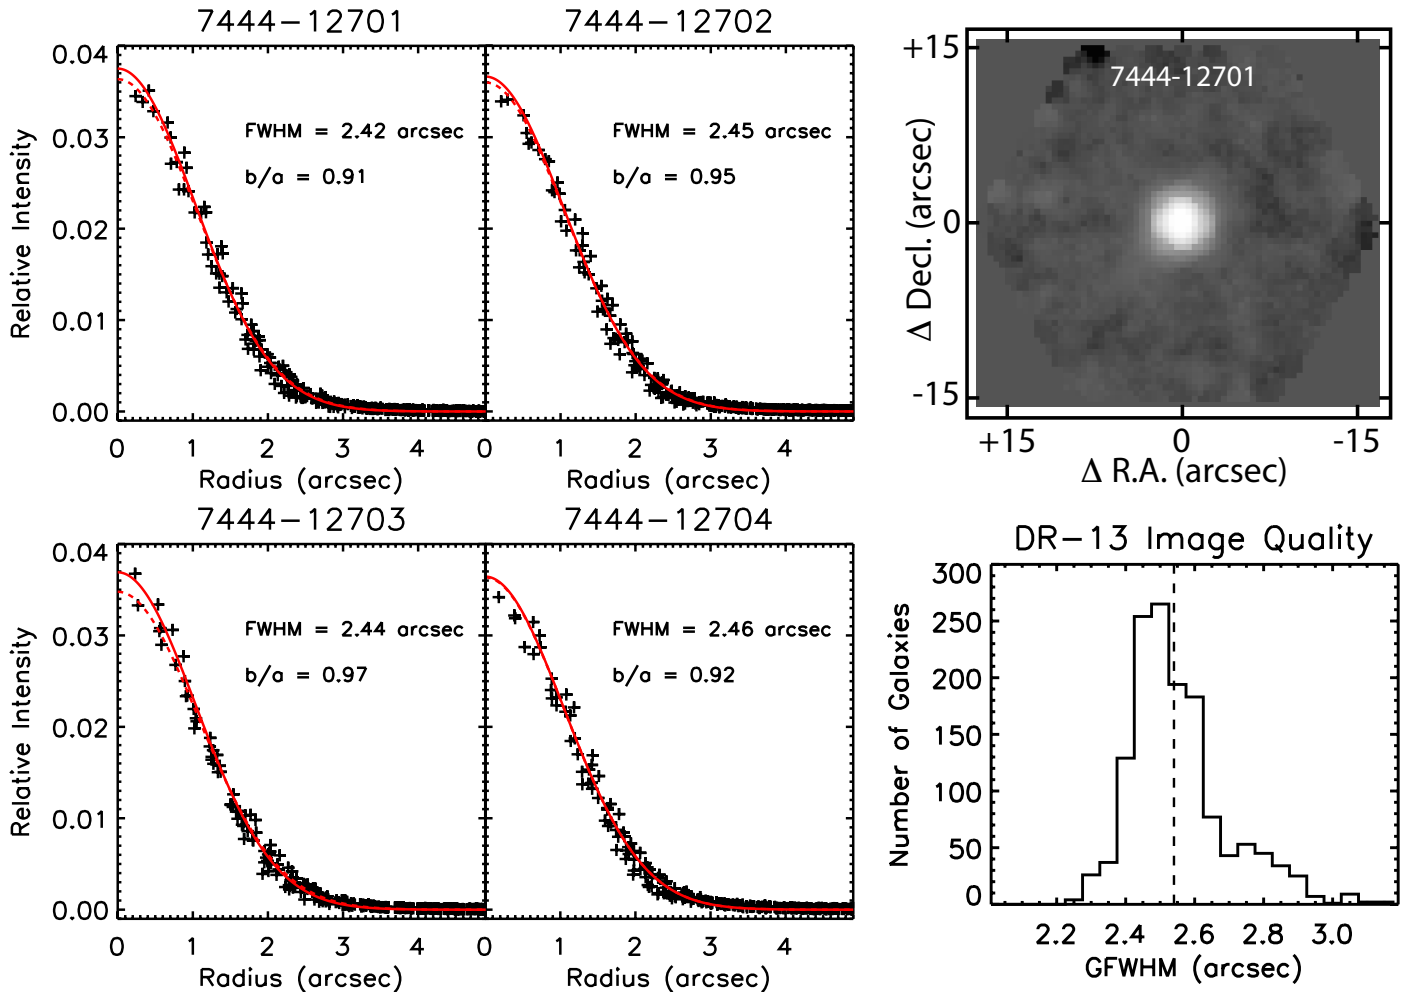 7444-12701
0.04
0.03
0.02
0.01
0.00
Relative Intensity
FWHM = 2.42 arcsec
b/a = 0.91
0 1 2 3 4
Radius (arcsec)
7444-12702
FWHM = 2.45 arcsec
b/a = 0.95
0 1 2 3 4
Radius (arcsec)
7444-12701
+15
0
-15
Δ Decl. (arcsec)
+15 0 -15
Δ R.A. (arcsec)
7444-12703
0.04
0.03
0.02
0.01
0.00
Relative Intensity
FWHM = 2.44 arcsec
b/a = 0.97
0 1 2 3 4
Radius (arcsec)
7444-12704
FWHM = 2.46 arcsec
b/a = 0.92
0 1 2 3 4
Radius (arcsec)
DR-13 Image Quality
300
250
200
150
100
50
0
Number of Galaxies
2.2 2.4 2.6 2.8 3.0
GFWHM (arcsec)